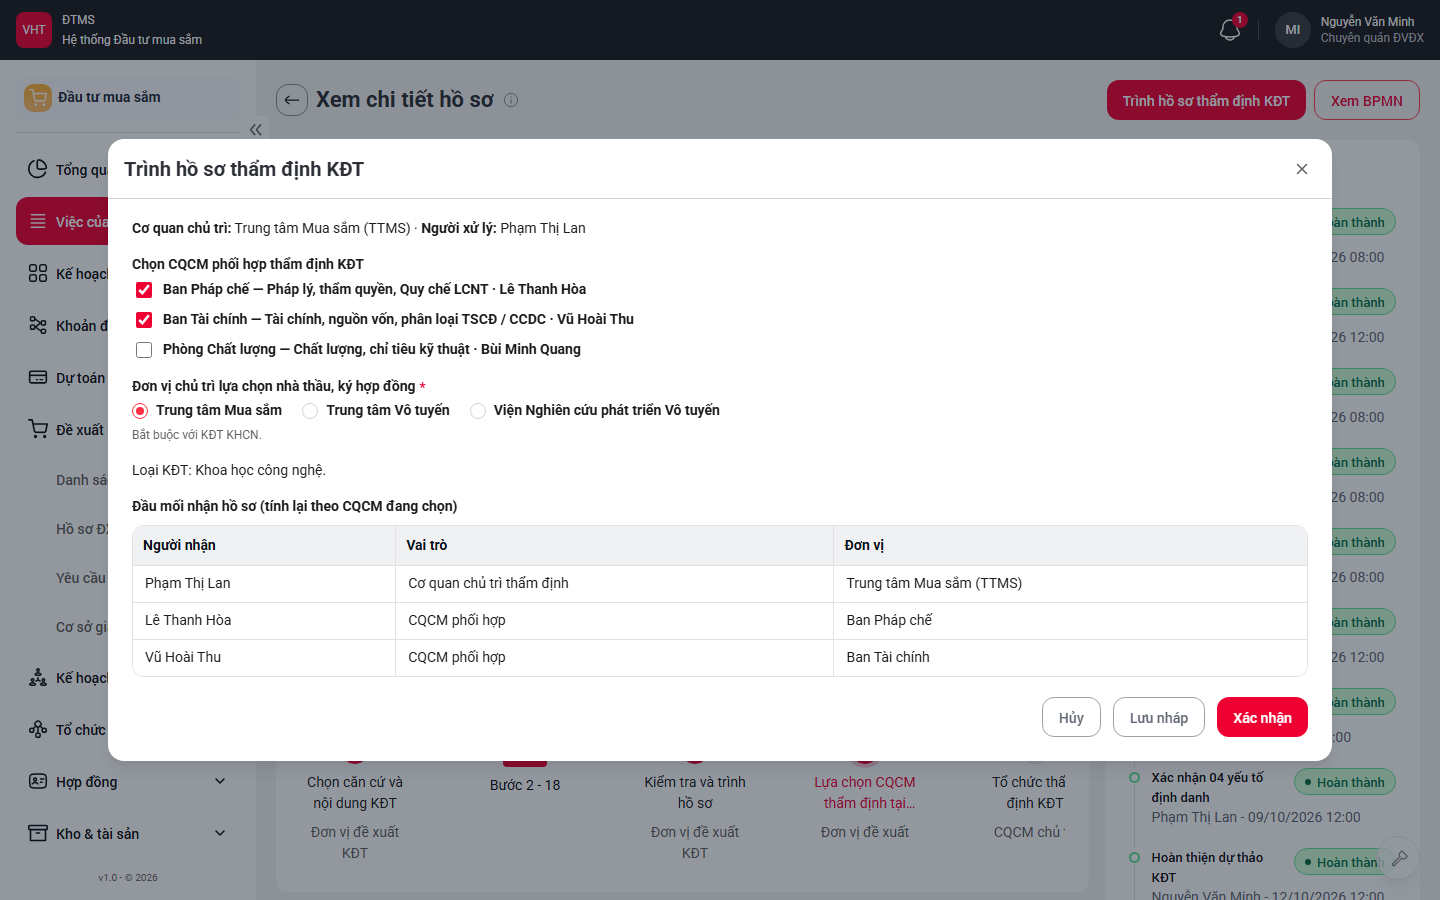 VHT
ĐTMS
Hệ thống Đầu tư mua sắm
1
MI
Nguyễn Văn Minh
Chuyên quản ĐVĐX
Đầu tư mua sắm
Xem chi tiết hồ sơ
Trình hồ sơ thẩm định KĐT
Xem BPMN
Tổng qu
Việc của
Kế hoạch
Khoản đ
Dự toán
Đề xuất
Danh sá
Hồ sơ Đ
Yêu cầu
Cơ sở gi
Kế hoạch
Tổ chức
Hợp đồng
Kho & tài sản
v1.0 - © 2026
Trình hồ sơ thẩm định KĐT
Cơ quan chủ trì: Trung tâm Mua sắm (TTMS) · Người xử lý: Phạm Thị Lan
Chọn CQCM phối hợp thẩm định KĐT
Ban Pháp chế — Pháp lý, thẩm quyền, Quy chế LCNT · Lê Thanh Hòa
Ban Tài chính — Tài chính, nguồn vốn, phân loại TSCĐ / CCDC · Vũ Hoài Thu
Phòng Chất lượng — Chất lượng, chỉ tiêu kỹ thuật · Bùi Minh Quang
Đơn vị chủ trì lựa chọn nhà thầu, ký hợp đồng *
Trung tâm Mua sắm Trung tâm Vô tuyến Viện Nghiên cứu phát triển Vô tuyến
Bắt buộc với KĐT KHCN.
Loại KĐT: Khoa học công nghệ.
Đầu mối nhận hồ sơ (tính lại theo CQCM đang chọn)
Người nhận Vai trò Đơn vị
Phạm Thị Lan Cơ quan chủ trì thẩm định Trung tâm Mua sắm (TTMS)
Lê Thanh Hòa CQCM phối hợp Ban Pháp chế
Vũ Hoài Thu CQCM phối hợp Ban Tài chính
Hủy Lưu nháp Xác nhận
Chọn căn cứ và
nội dung KĐT
Đơn vị đề xuất
KĐT
Bước 2 - 18
Kiểm tra và trình
hồ sơ
Đơn vị đề xuất
KĐT
Lựa chọn CQCM
thẩm định tại...
Đơn vị đề xuất
Tổ chức thẩ
định KĐT
CQCM chủ
àn thành
26 08:00
àn thành
26 12:00
àn thành
26 08:00
àn thành
26 08:00
àn thành
26 08:00
àn thành
26 12:00
àn thành
:00
Xác nhận 04 yếu tố
định danh
Hoàn thành
Phạm Thị Lan - 09/10/2026 12:00
Hoàn thiện dự thảo
KĐT
Hoàn thành
Nguyễn Văn Minh - 12/10/2026 12:00